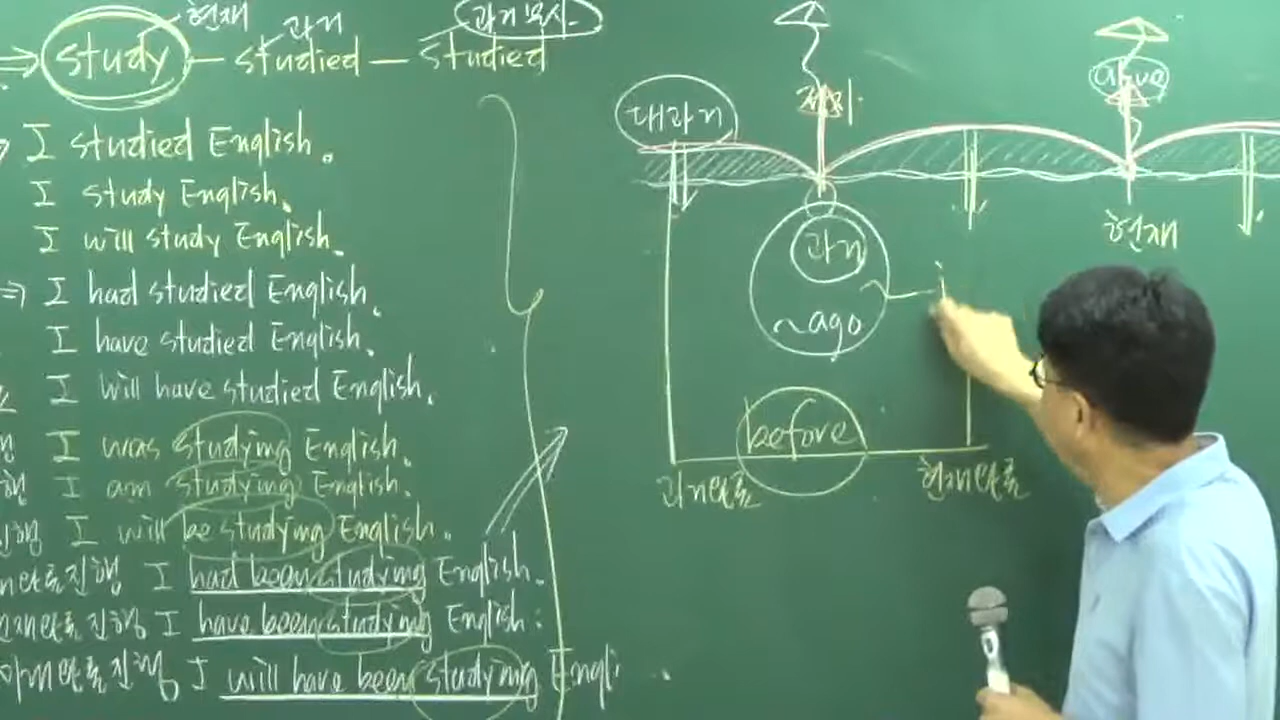 현재
과거
과거분사
study — studied — studied
I studied English.
I study English.
I will study English.
⇒ I had studied English.
I have studied English.
I will have studied English.
I was studying English.
I am studying English.
I will be studying English.
I had been studying English.
I have been studying English.
I will have been studying Engli
대과거
과거
~ago
before
과거완료
현재완료
현재